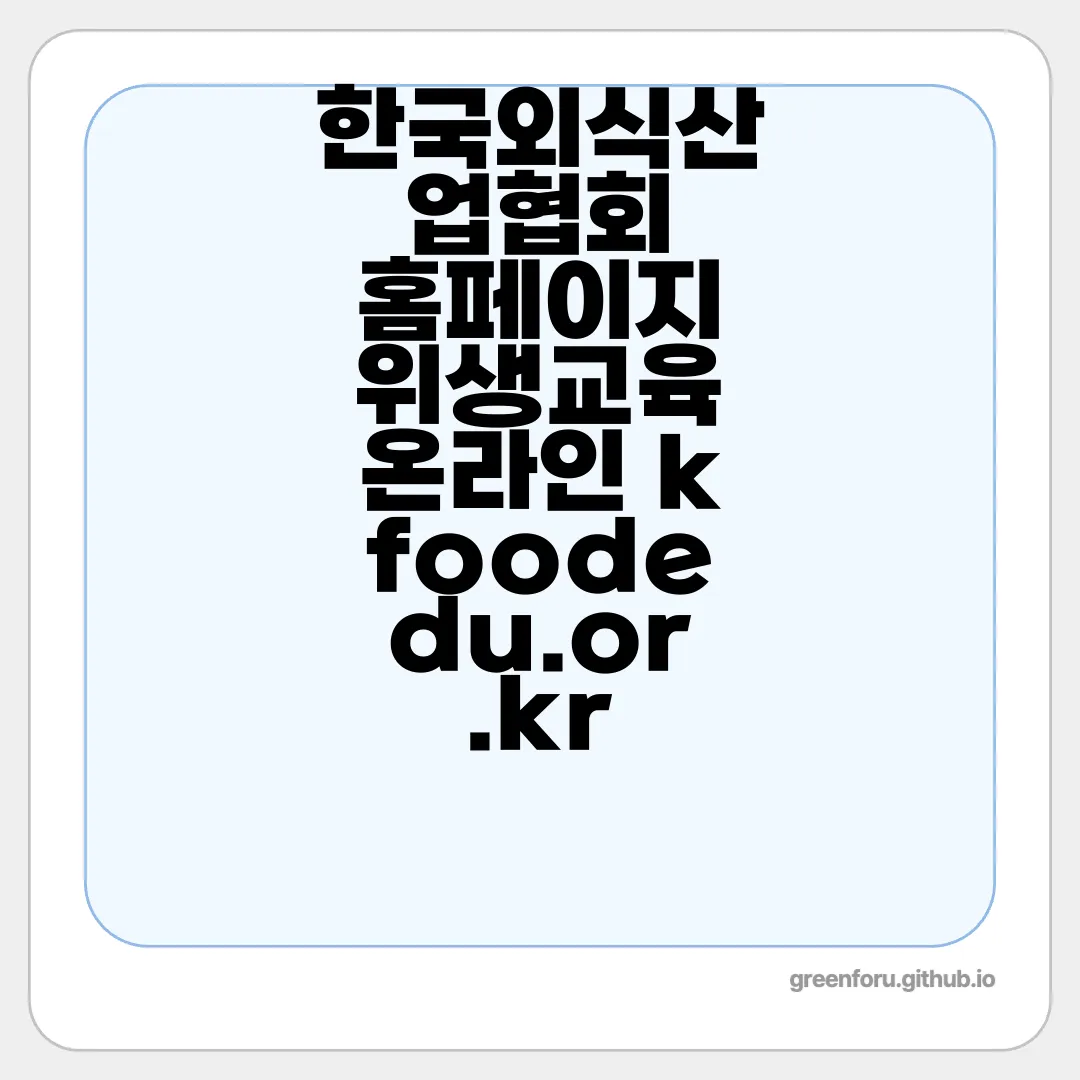 한국외식산
업협회
홈페이지
위생교육
온라인 k
foode
du.or
.kr
greenforu.github.io